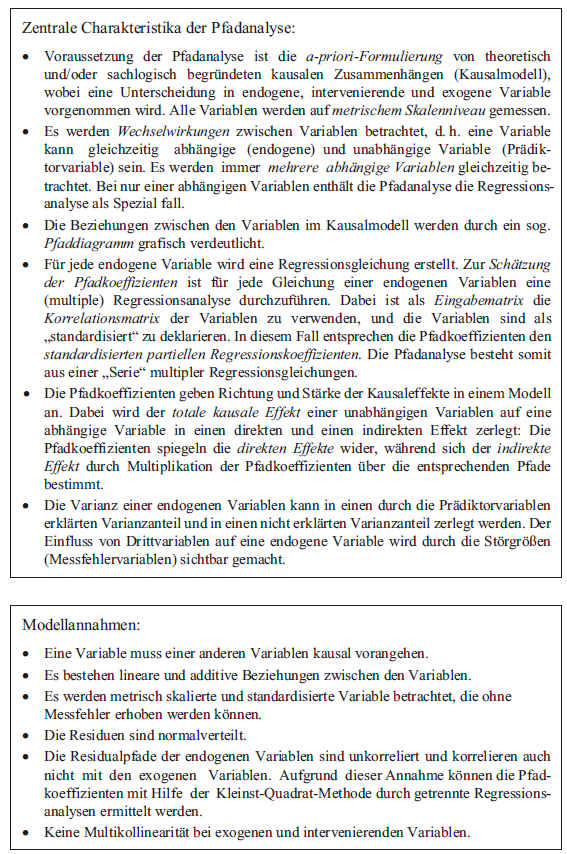 Zentrale Charakteristika der Pfadanalyse:
• Voraussetzung der Pfadanalyse ist die a-priori-Formulierung von theoretisch
und/oder sachlogisch begründeten kausalen Zusammenhängen (Kausalmodell),
wobei eine Unterscheidung in endogene, intervenierende und exogene Variable
vorgenommen wird. Alle Variablen werden auf metrischem Skalenniveau gemessen.
• Es werden Wechselwirkungen zwischen Variablen betrachtet, d. h. eine Variable
kann gleichzeitig abhängige (endogene) und unabhängige Variable (Prädik-
torvariable) sein. Es werden immer mehrere abhängige Variablen gleichzeitig be-
trachtet. Bei nur einer abhängigen Variablen enthält die Pfadanalyse die Regressions-
analyse als Spezial fall.
• Die Beziehungen zwischen den Variablen im Kausalmodell werden durch ein sog.
Pfaddiagramm grafisch verdeutlicht.
• Für jede endogene Variable wird eine Regressionsgleichung erstellt. Zur Schätzung
der Pfadkoeffizienten ist für jede Gleichung einer endogenen Variablen eine
(multiple) Regressionsanalyse durchzuführen. Dabei ist als Eingabematrix die
Korrelationsmatrix der Variablen zu verwenden, und die Variablen sind als
„standardisiert“ zu deklarieren. In diesem Fall entsprechen die Pfadkoeffizienten den
standardisierten partiellen Regressionskoeffizienten. Die Pfadanalyse besteht somit
aus einer „Serie“ multipler Regressionsgleichungen.
• Die Pfadkoeffizienten geben Richtung und Stärke der Kausaleffekte in einem Modell
an. Dabei wird der totale kausale Effekt einer unabhängigen Variablen auf eine
abhängige Variable in einen direkten und einen indirekten Effekt zerlegt: Die
Pfadkoeffizienten spiegeln die direkten Effekte wider, während sich der indirekte
Effekt durch Multiplikation der Pfadkoeffizienten über die entsprechenden Pfade
bestimmt.
• Die Varianz einer endogenen Variablen kann in einen durch die Prädiktorvariablen
erklärten Varianzanteil und in einen nicht erklärten Varianzanteil zerlegt werden. Der
Einfluss von Drittvariablen auf eine endogene Variable wird durch die Störgrößen
(Messfehlervariablen) sichtbar gemacht.
Modellannahmen:
• Eine Variable muss einer anderen Variablen kausal vorangehen.
• Es bestehen lineare und additive Beziehungen zwischen den Variablen.
• Es werden metrisch skalierte und standardisierte Variable betrachtet, die ohne
Messfehler erhoben werden können.
• Die Residuen sind normalverteilt.
• Die Residualpfade der endogenen Variablen sind unkorreliert und korrelieren auch
nicht mit den exogenen Variablen. Aufgrund dieser Annahme können die Pfad-
koeffizienten mit Hilfe der Kleinst-Quadrat-Methode durch getrennte Regressions-
analysen ermittelt werden.
• Keine Multikollinearität bei exogenen und intervenierenden Variablen.